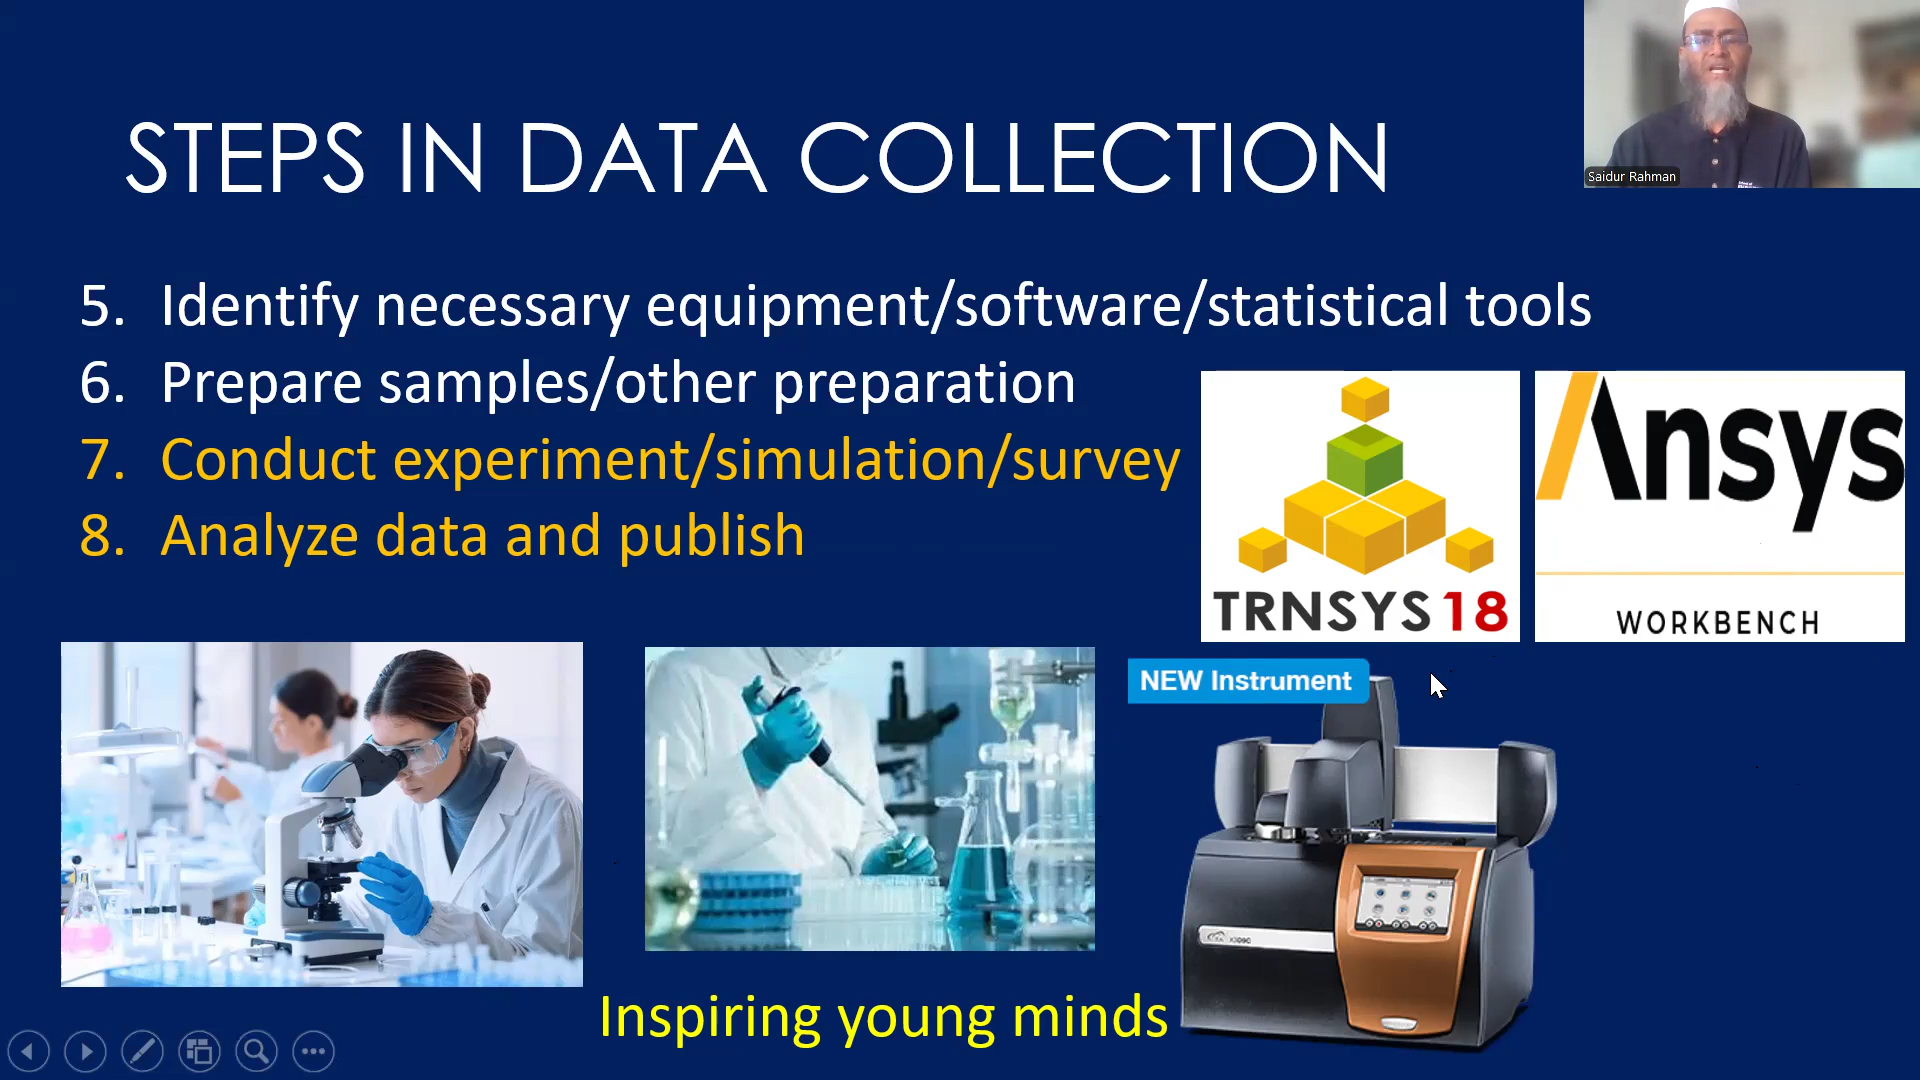 STEPS IN DATA COLLECTION
Saidur Rahman
5. Identify necessary equipment/software/statistical tools
6. Prepare samples/other preparation
7. Conduct experiment/simulation/survey
8. Analyze data and publish
TRNSYS 18
Ansys
WORKBENCH
NEW Instrument
Inspiring young minds